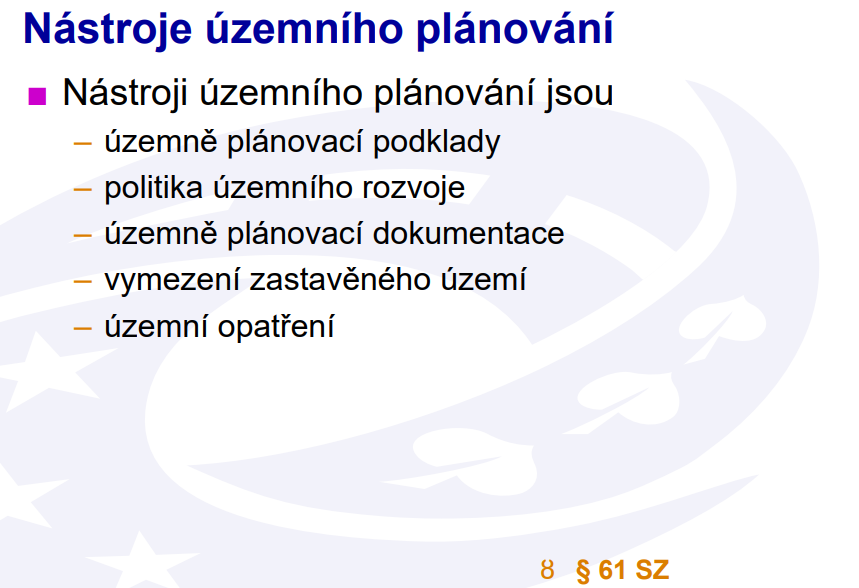 Nástroje územního plánování
Nástroji územního plánování jsou
– územně plánovací podklady
– politika územního rozvoje
– územně plánovací dokumentace
– vymezení zastavěného území
– územní opatření
8 § 61 SZ